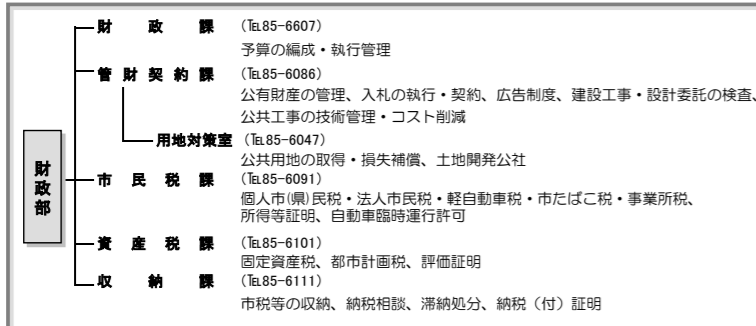 財政課 (℡85-6607)
予算の編成・執行管理
管財契約課 (℡85-6086)
公有財産の管理、入札の執行・契約、広告制度、建設工事・設計委託の検査、
公共工事の技術管理・コスト削減
用地対策室 (℡85-6047)
公共用地の取得・損失補償、土地開発公社
財政部
市民税課 (℡85-6091)
個人市(県)民税・法人市民税・軽自動車税・市たばこ税・事業所税、
所得等証明、自動車臨時運行許可
資産税課 (℡85-6101)
固定資産税、都市計画税、評価証明
収納課 (℡85-6111)
市税等の収納、納税相談、滞納処分、納税（付）証明